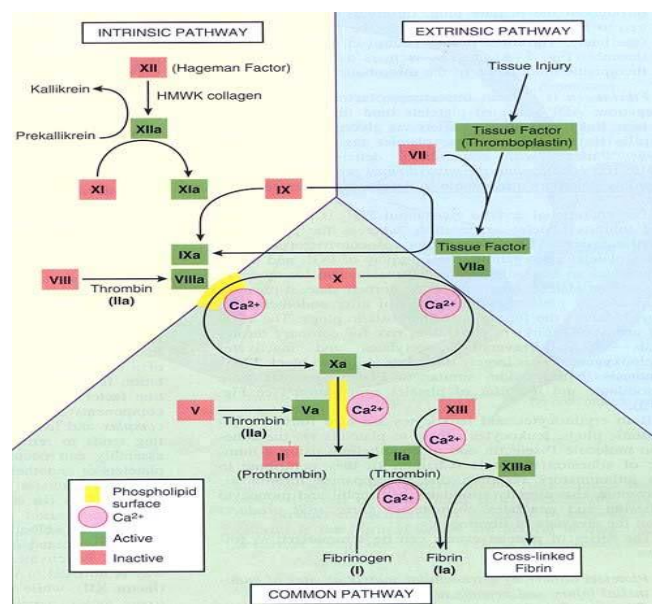 INTRINSIC PATHWAY
EXTRINSIC PATHWAY
XII (Hageman Factor)
HMWK collagen
Kallikrein
Prekallikrein
XIIa
XI
XIa
IX
IXa
VIII
Thrombin
(IIa)
VIIIa
Tissue Injury
Tissue Factor
(Thromboplastin)
VII
Tissue Factor
VIIa
X
Ca2+
Ca2+
Xa
V
Thrombin
(IIa)
Va
Ca2+
II
(Prothrombin)
IIa
(Thrombin)
XIII
Ca2+
XIIIa
Ca2+
Fibrinogen
(I)
Fibrin
(Ia)
Cross-linked
Fibrin
Phospholipid
surface
Ca2+
Active
Inactive
COMMON PATHWAY